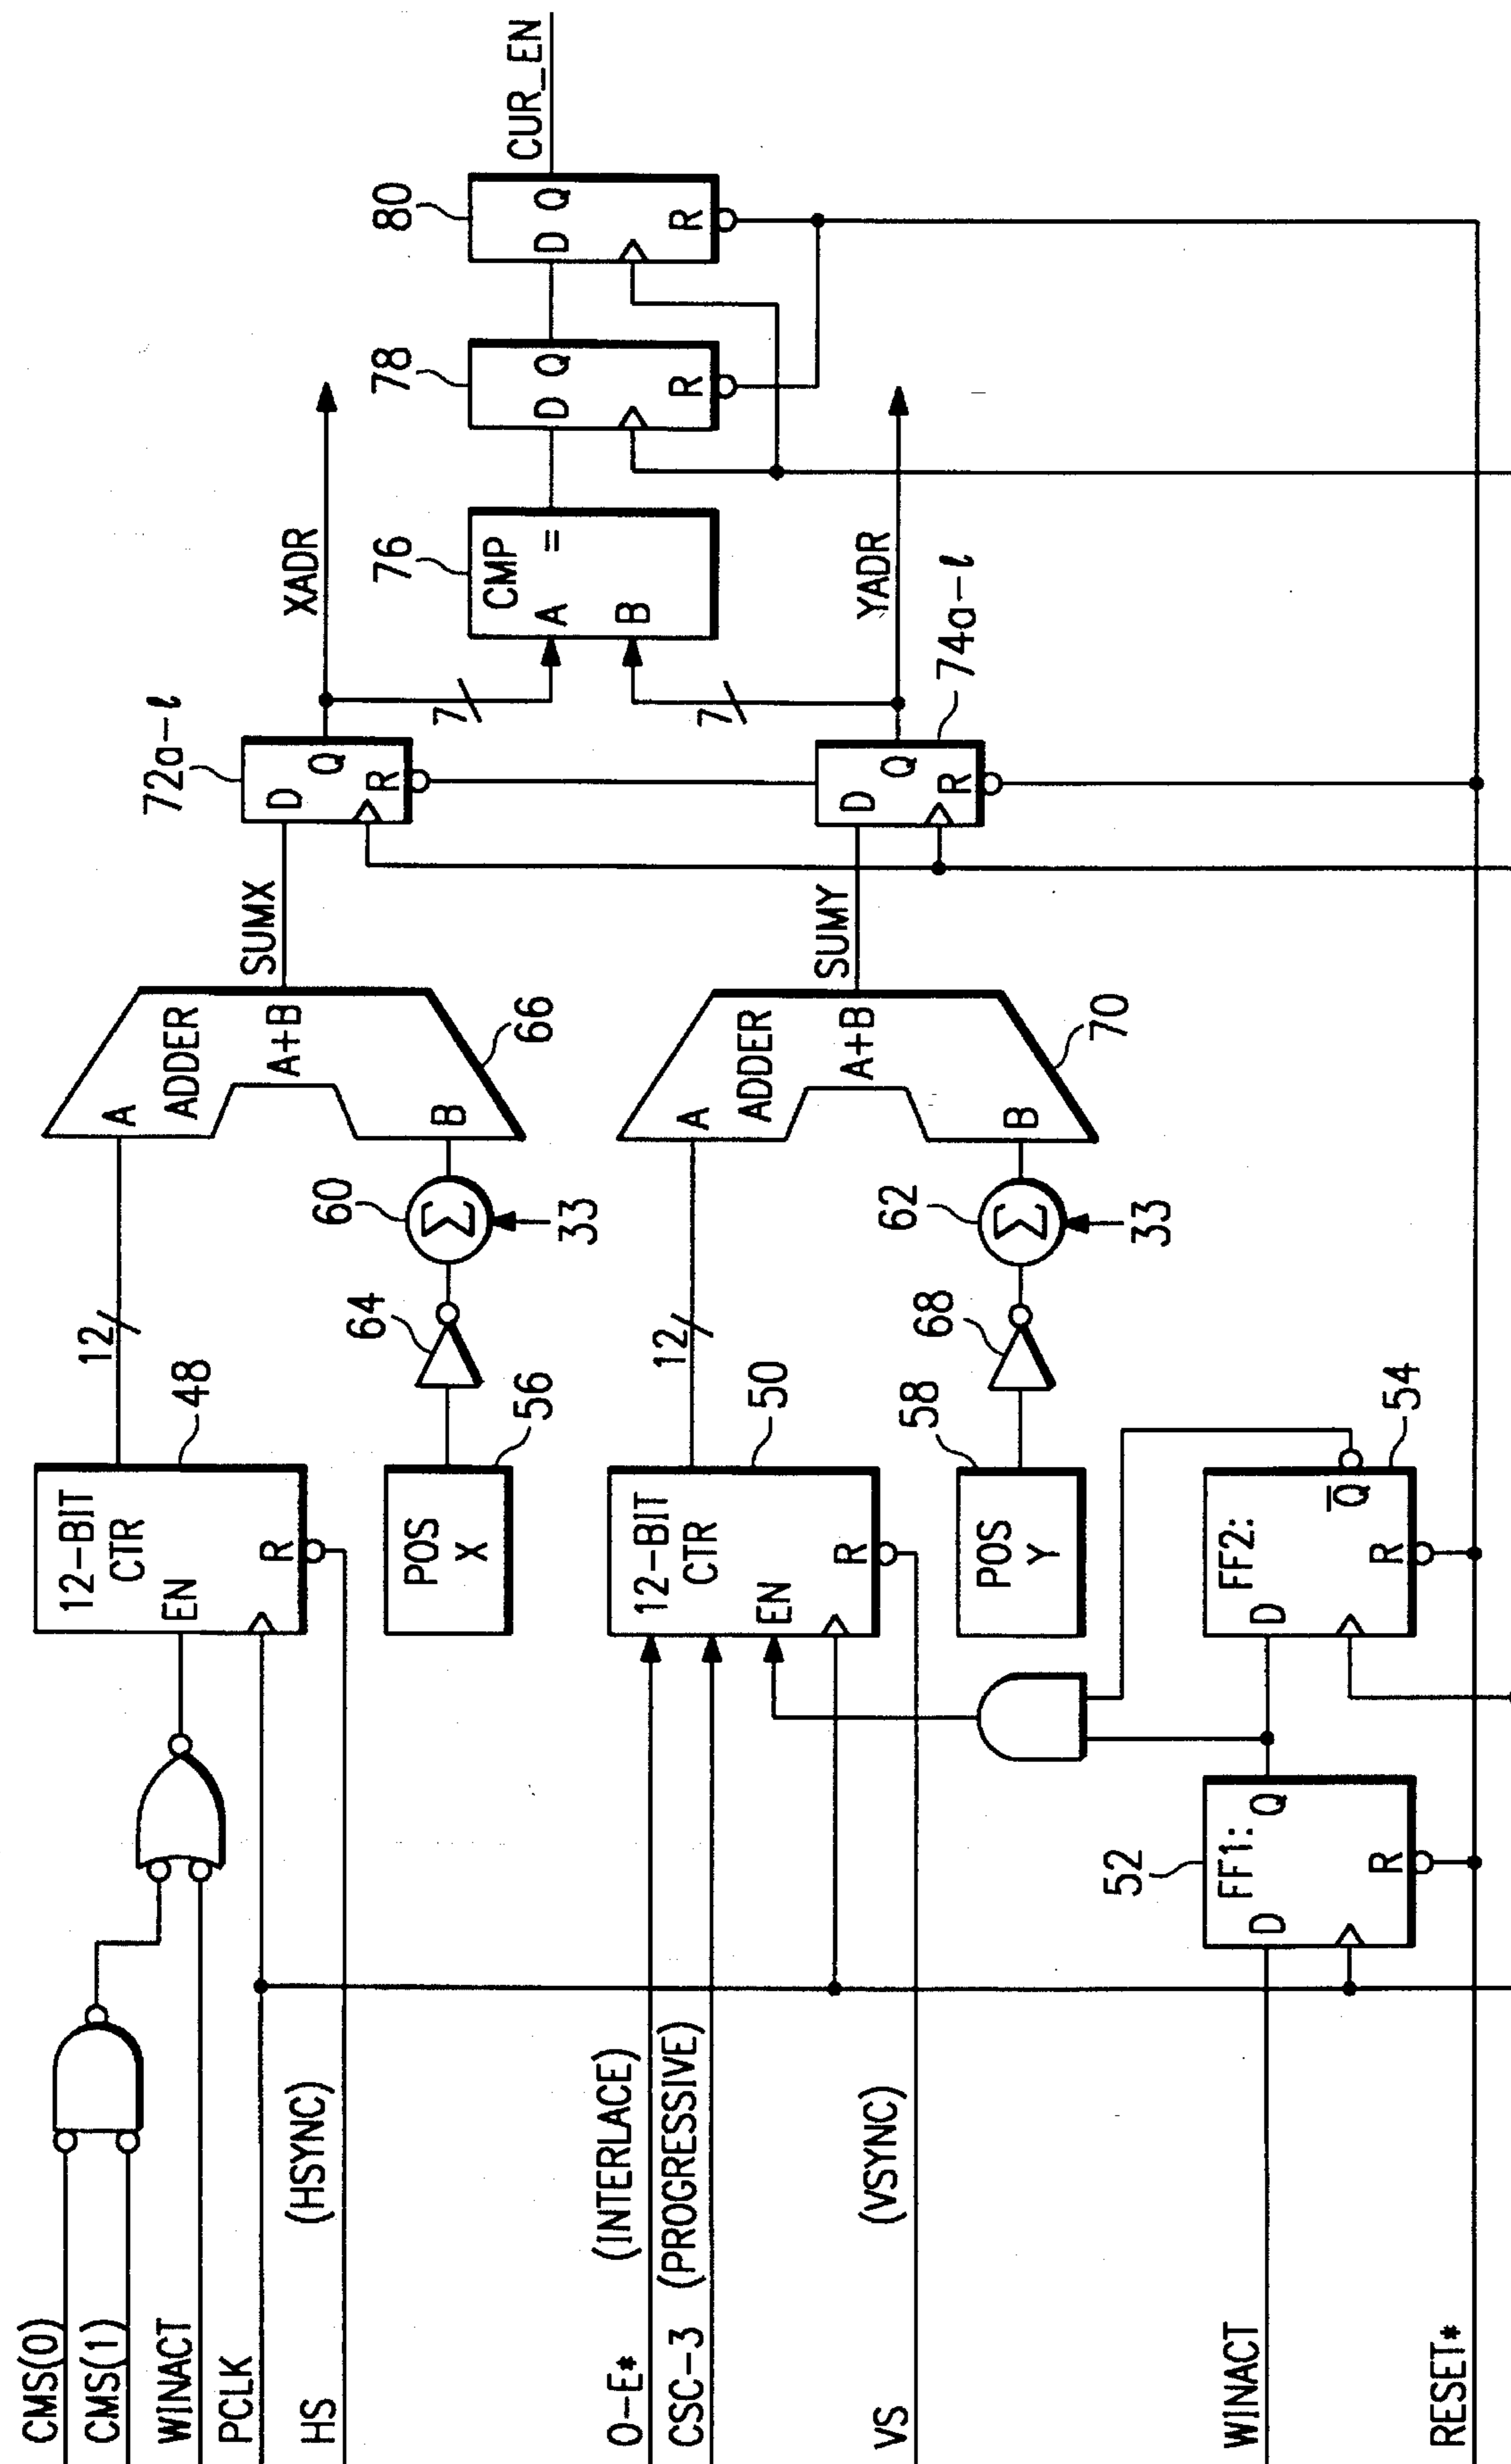 CMS(0)
CMS(1)
WINACT
PCLK
HS
(HSYNC)
12-BIT
CTR
EN
R
48
12
A
ADDER
A+B
B
66
POS
X
56
64
60
Σ
33
SUMX
72a-ℓ
D
Q
R
XADR
7
76
CMP
A
=
B
78
D Q
R
80
D Q
R
CUR_EN
O-E*
(INTERLACE)
CSC-3
(PROGRESSIVE)
VS
(VSYNC)
12-BIT
CTR
EN
R
50
12
A
ADDER
A+B
B
70
POS
Y
58
68
62
Σ
33
SUMY
D
Q
R
74a-ℓ
YADR
7
WINACT
52
FF1:
D
Q
R
FF2:
D
Q̅
R
54
RESET*